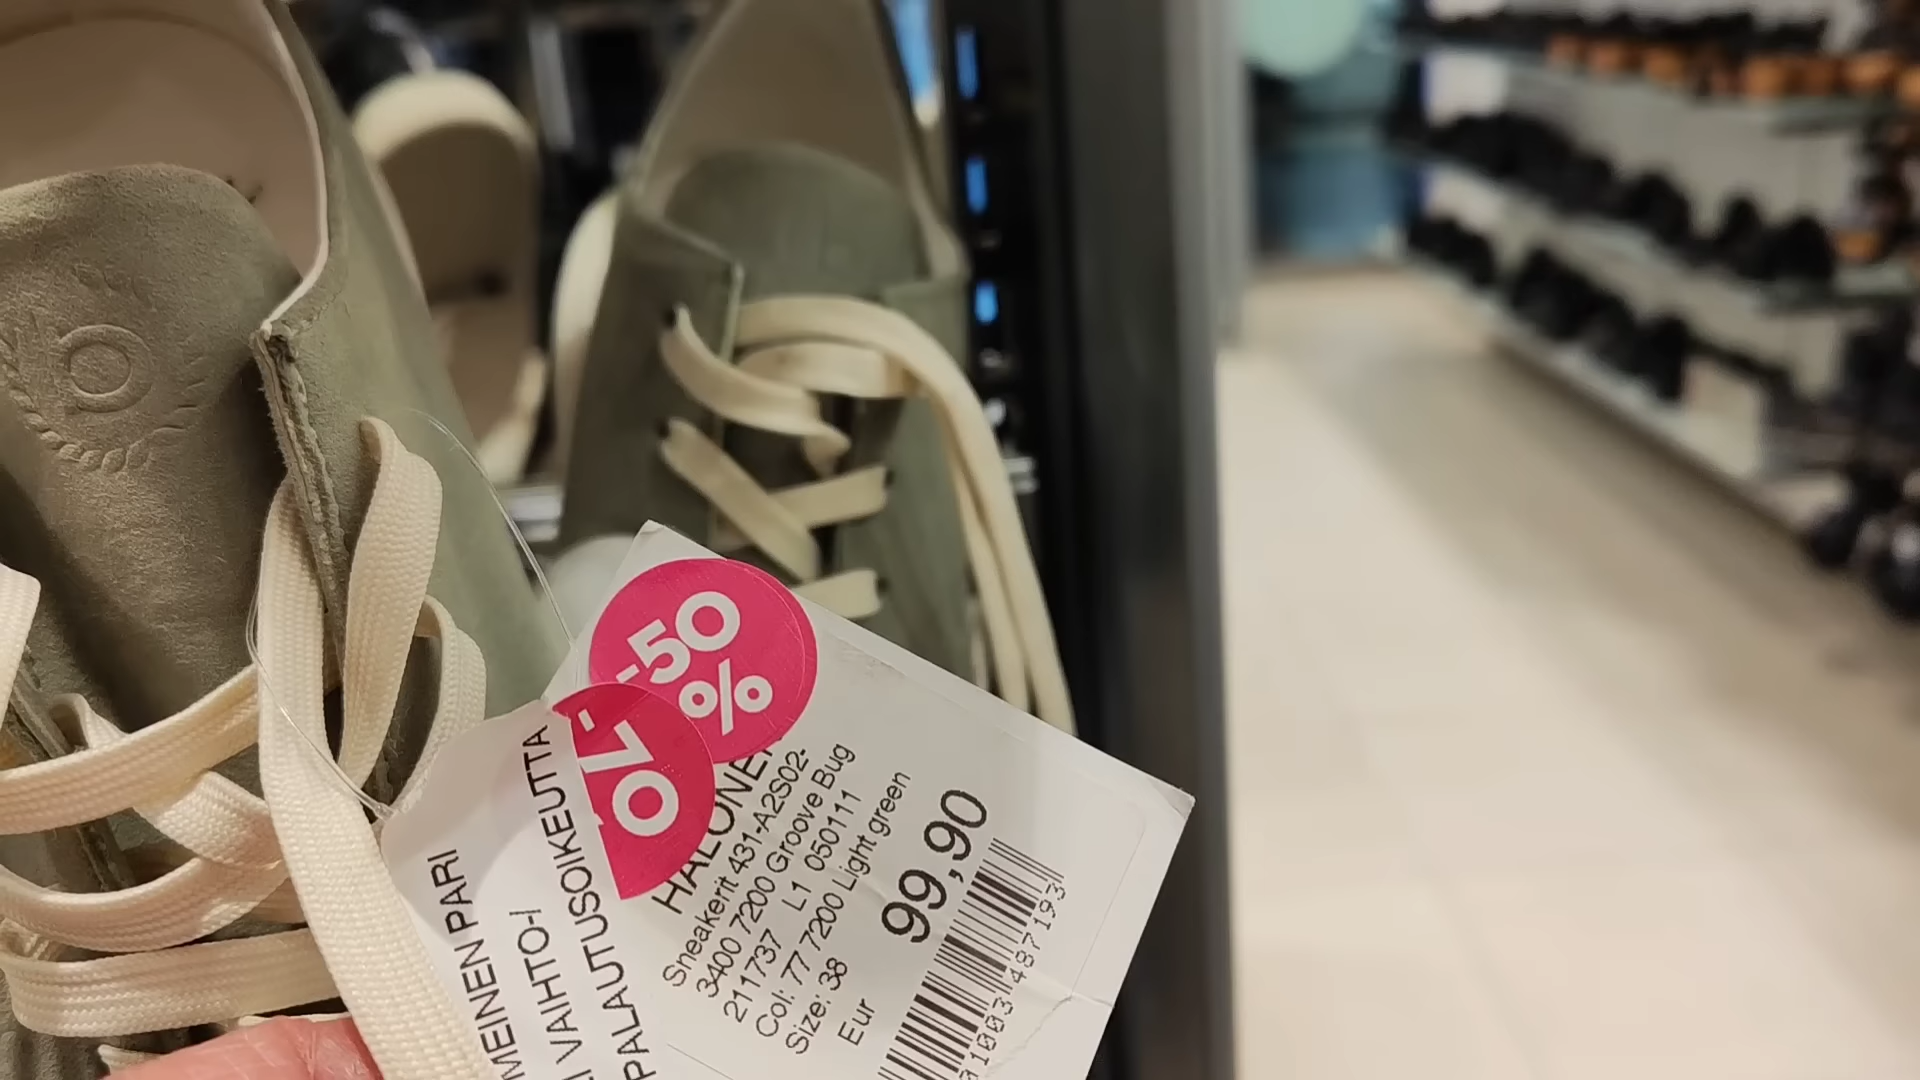 -50
%
-70
HALONEN
Sneakerit 431-A2S02-
3400 7200 Groove Bug
211737 L1 050111
Col: 77 7200 Light green
Size: 38
Eur
99,90
MEINEN PARI
VAIHTO-/
PALAUTUSOIKEUTTA